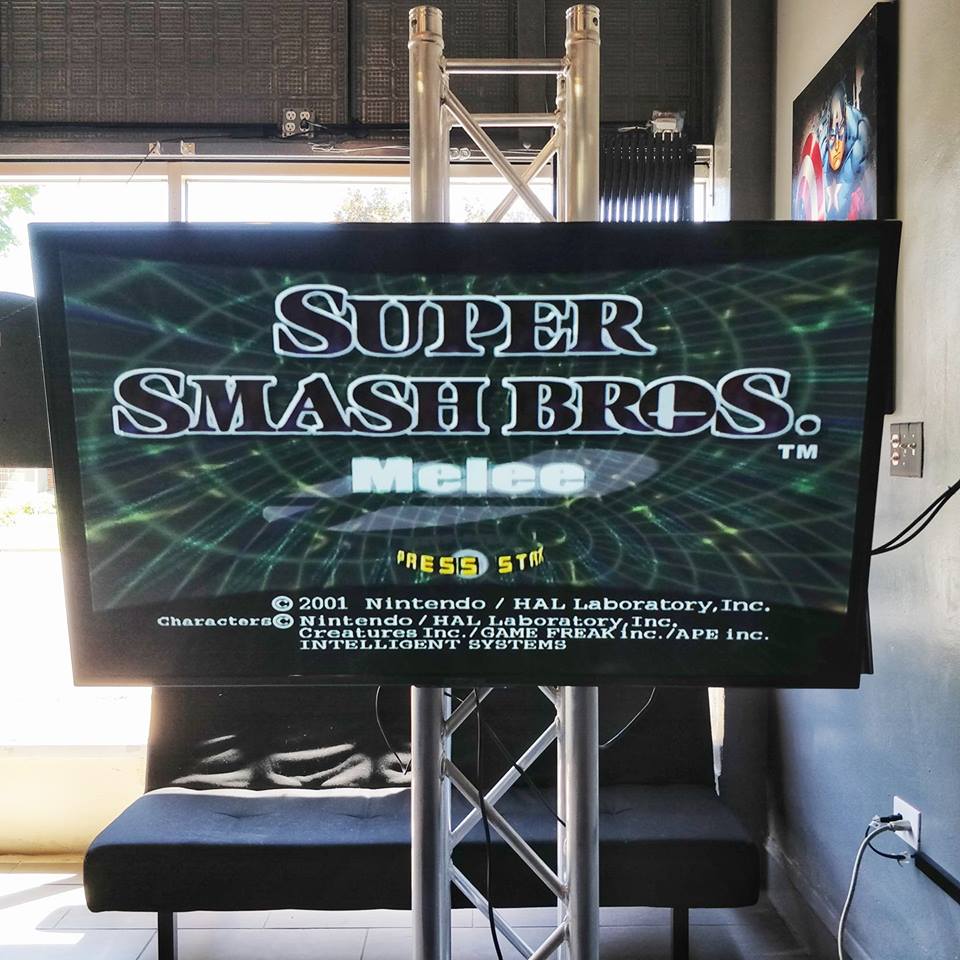 SUPER
SMASH BROS.
TM
Melee
PRESS STAR
© 2001 Nintendo / HAL Laboratory, Inc.
Characters © Nintendo / HAL Laboratory, Inc.
Creatures Inc. / GAME FREAK inc. / APE inc.
INTELLIGENT SYSTEMS